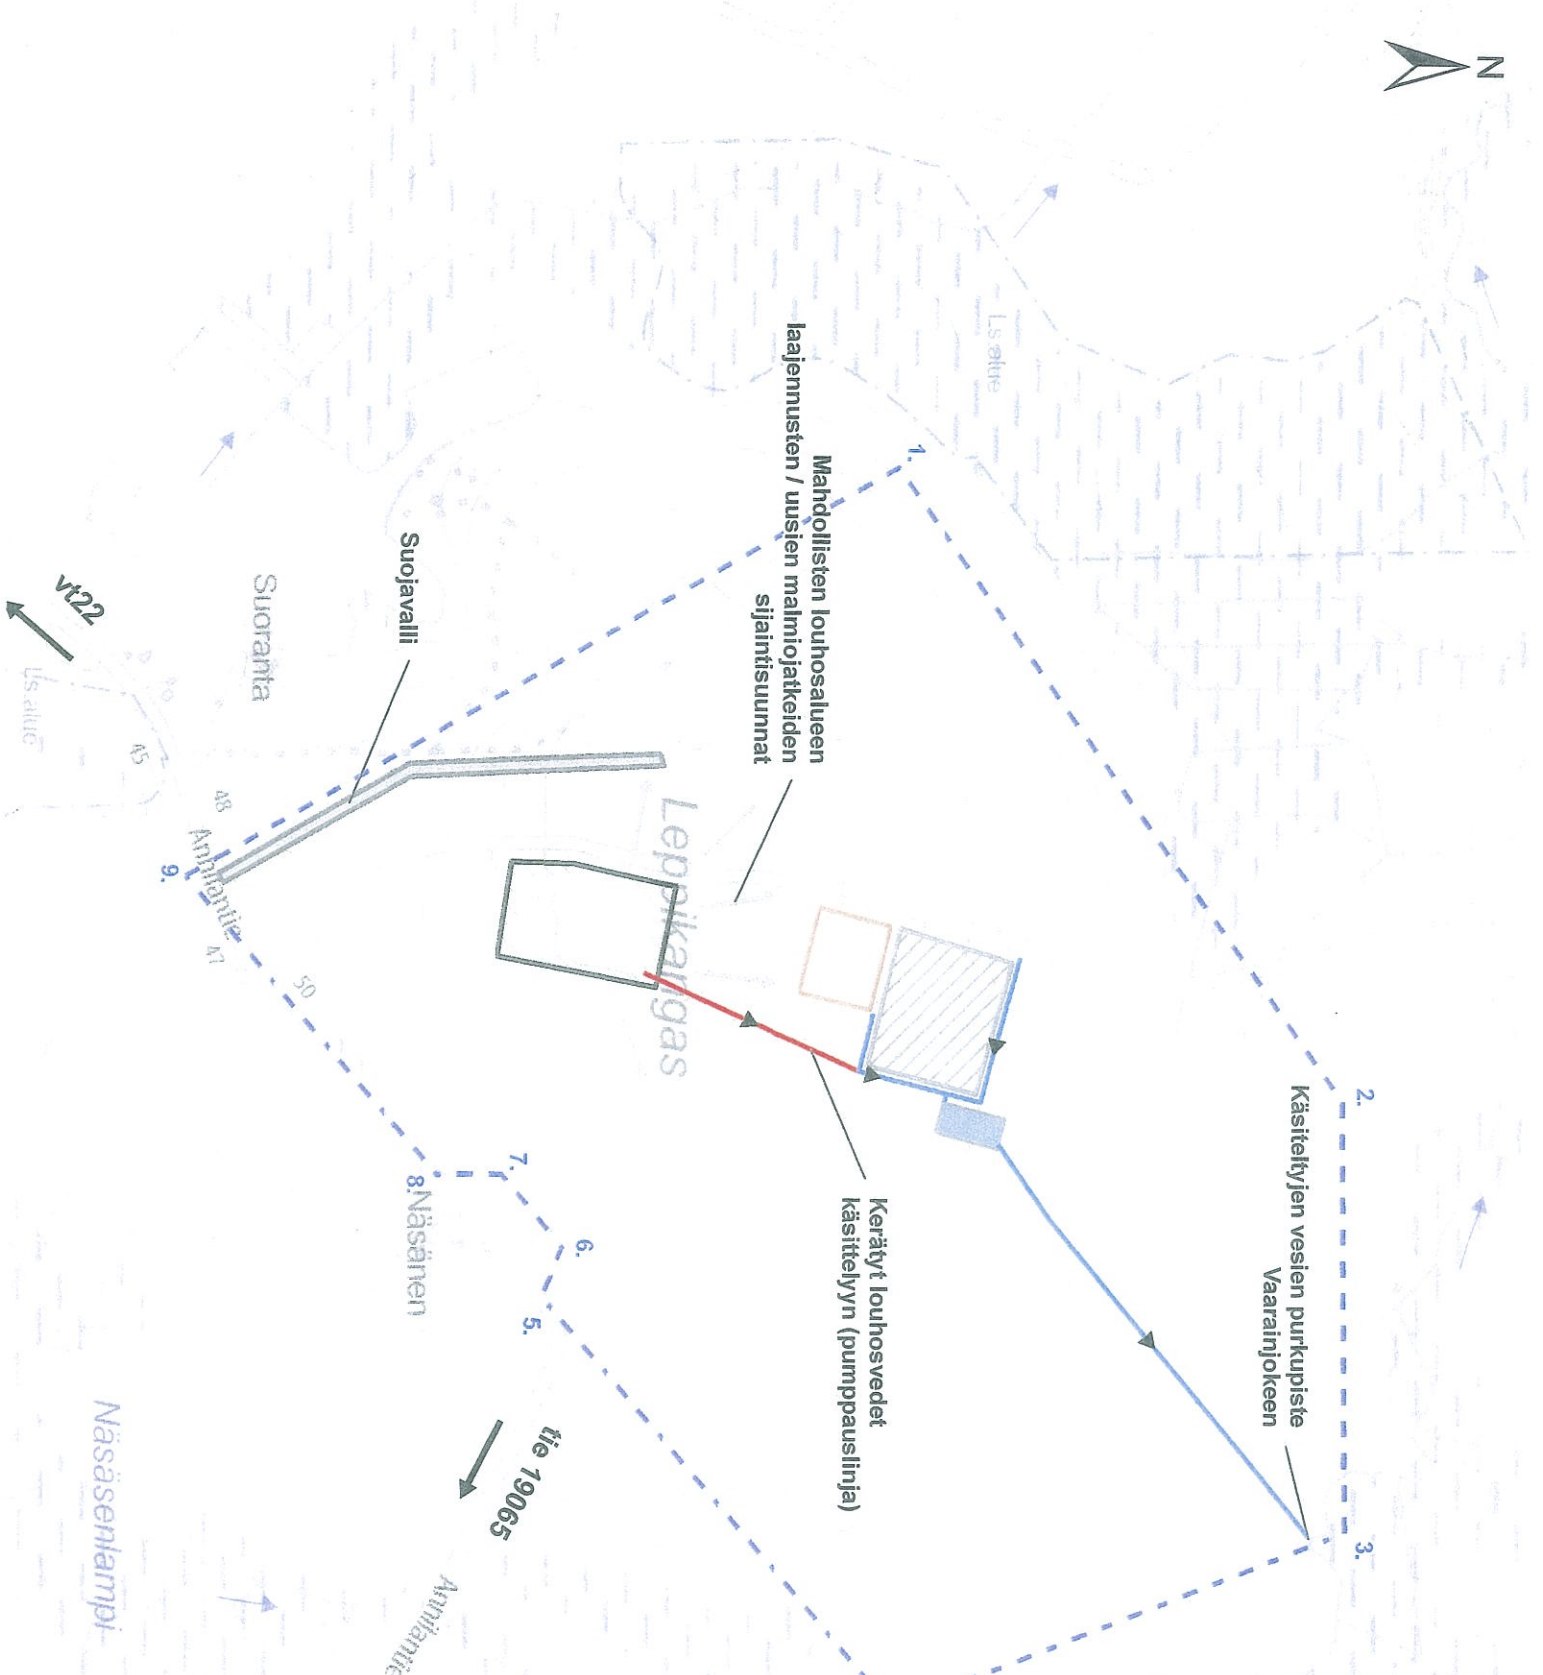 N
Ls.alue
1.
Mahdollisten louhosalueen
laajennusten / uusien malmiojatkeiden
sijaintisuunnat
Suojavalli
Suoranta
vt22
Ls.alue
45
48
Annilantie
9.
47
50
Leppikangas
2.
Käsiteltyjen vesien purkupiste
Vaarainjokeen
3.
Kerätyt louhosvedet
käsittelyyn (pumppauslinja)
7.
8.
Näsänen
6.
5.
tie 19065
Annilantie
Näsäsenlampi